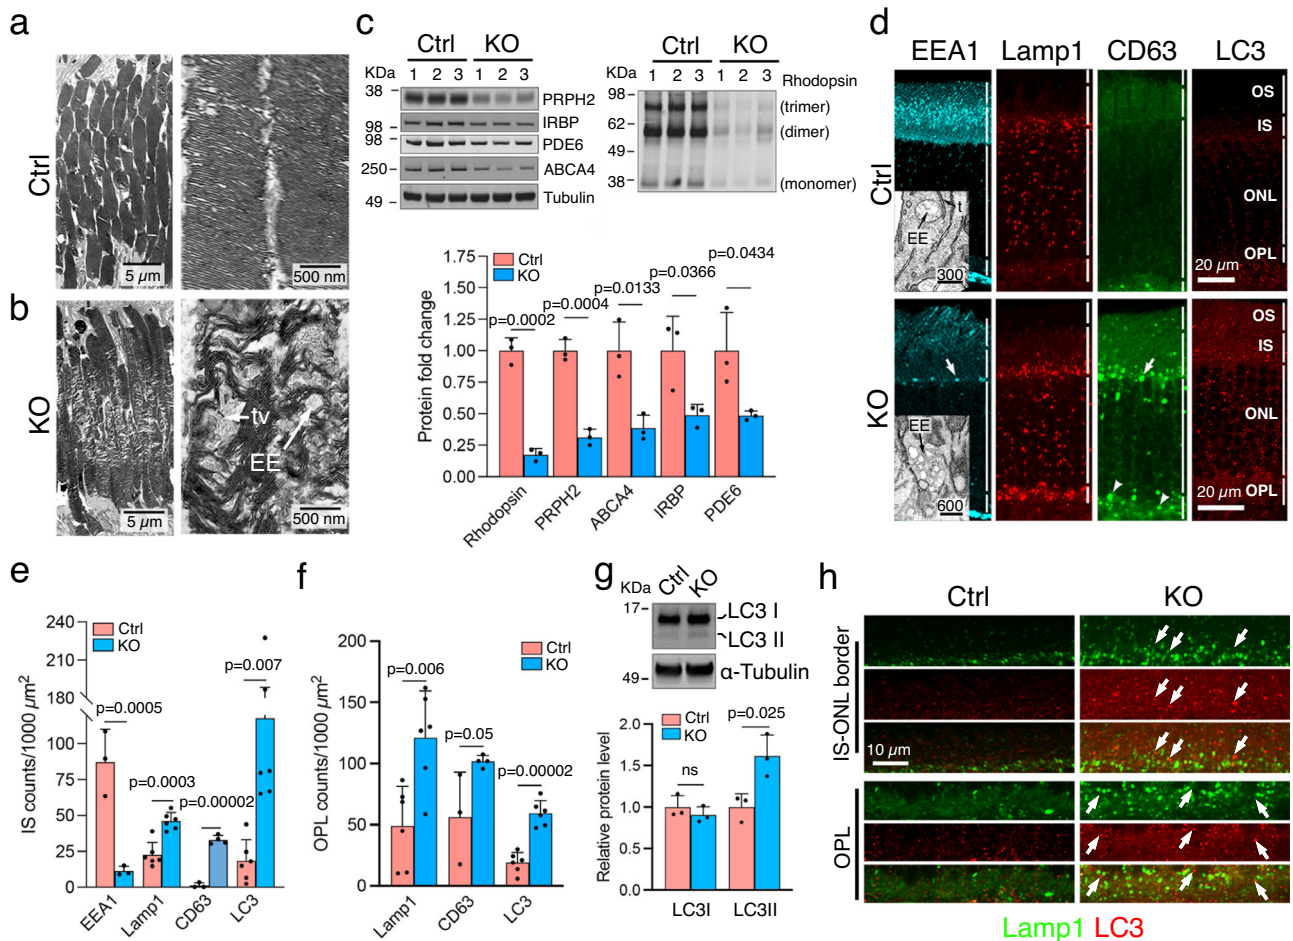 a
Ctrl
5 µm
500 nm
b
KO
tv
EE
5 µm
500 nm
c
Ctrl KO
KDa 1 2 3 1 2 3
38
PRPH2
98
IRBP
98
PDE6
250
ABCA4
49
Tubulin
Ctrl KO
KDa 1 2 3 1 2 3 Rhodopsin
98
(trimer)
62
(dimer)
49
38
(monomer)
Ctrl
KO
Protein fold change
1.75
1.50
1.25
1.00
0.75
0.50
0.25
0.00
p=0.0002
p=0.0004
p=0.0133
p=0.0366
p=0.0434
Rhodopsin
PRPH2
ABCA4
IRBP
PDE6
d
EEA1 Lamp1 CD63 LC3
Ctrl
OS
IS
ONL
OPL
EE
t
300
20 µm
KO
OS
IS
ONL
OPL
EE
600
20 µm
e
IS counts/1000 µm²
240
210
180
100
75
50
25
0
Ctrl
KO
p=0.0005
p=0.0003
p=0.00002
p=0.007
EEA1
Lamp1
CD63
LC3
f
OPL counts/1000 µm²
200
150
100
50
0
Ctrl
KO
p=0.006
p=0.05
p=0.00002
Lamp1
CD63
LC3
g
KDa Ctrl KO
17
LC3 I
LC3 II
49
α-Tubulin
Relative protein level
2.0
1.5
1.0
0.5
0.0
Ctrl
KO
ns
p=0.025
LC3I LC3II
h
Ctrl KO
IS-ONL border
10 µm
OPL
Lamp1 LC3